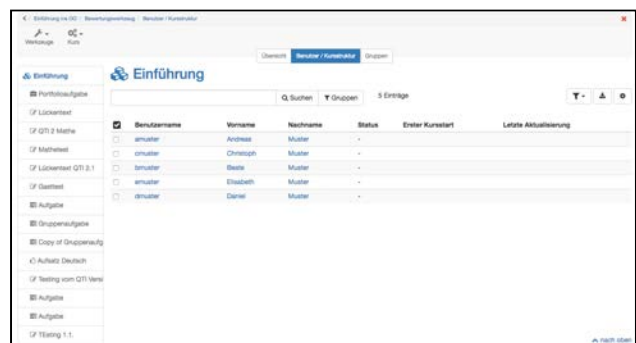 Einführung ins OO / Bewertungswerkzeug / Benutzer / Kursstruktur
Werkzeuge Kurs
Übersicht Benutzer / Kursstruktur Gruppen
Einführung
Portfolioaufgabe
Lückentext
QTI 2 Mathe
Mathetest
Lückentext QTI 2.1
Gasttest
Aufgabe
Gruppenaufgabe
Copy of Gruppenaufg
Aufsatz Deutsch
Testing vom QTI Versi
Aufgabe
Aufgabe
TEsting 1.1.
Einführung
Suchen Gruppen 5 Einträge
Benutzername Vorname Nachname Status Erster Kursstart Letzte Aktualisierung
amuster Andreas Muster -
cmuster Christoph Muster -
bmuster Beate Muster -
emuster Elisabeth Muster -
dmuster Daniel Muster -
nach oben